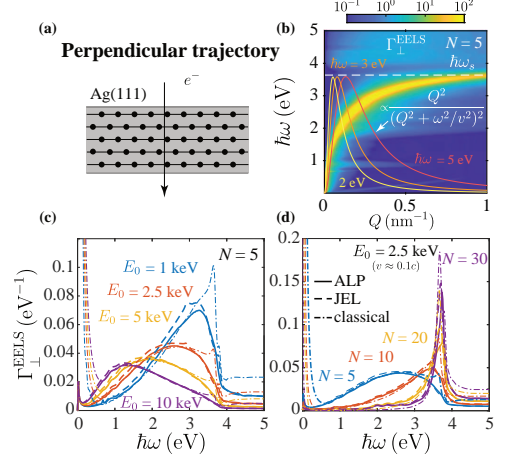 (a)
Perpendicular trajectory
e⁻
Ag(111)
10⁻¹ 10⁰ 10¹ 10²
(b)
Γ⊥^EELS N = 5
ħω = 3 eV
ħωₛ
∝ Q² / (Q² + ω²/v²)²
ħω = 5 eV
2 eV
5
4
3
2
1
0
ħω (eV)
0 0.5 1
Q (nm⁻¹)
(c)
E₀ = 1 keV
N = 5
E₀ = 2.5 keV
E₀ = 5 keV
E₀ = 10 keV
0.1
0.08
0.06
0.04
0.02
0
Γ⊥^EELS (eV⁻¹)
0 1 2 3 4 5
ħω (eV)
(d)
E₀ = 2.5 keV
(v ≈ 0.1c)
N = 30
ALP
JEL
classical
N = 20
N = 10
N = 5
0.2
0.15
0.10
0.05
0
0 1 2 3 4 5
ħω (eV)